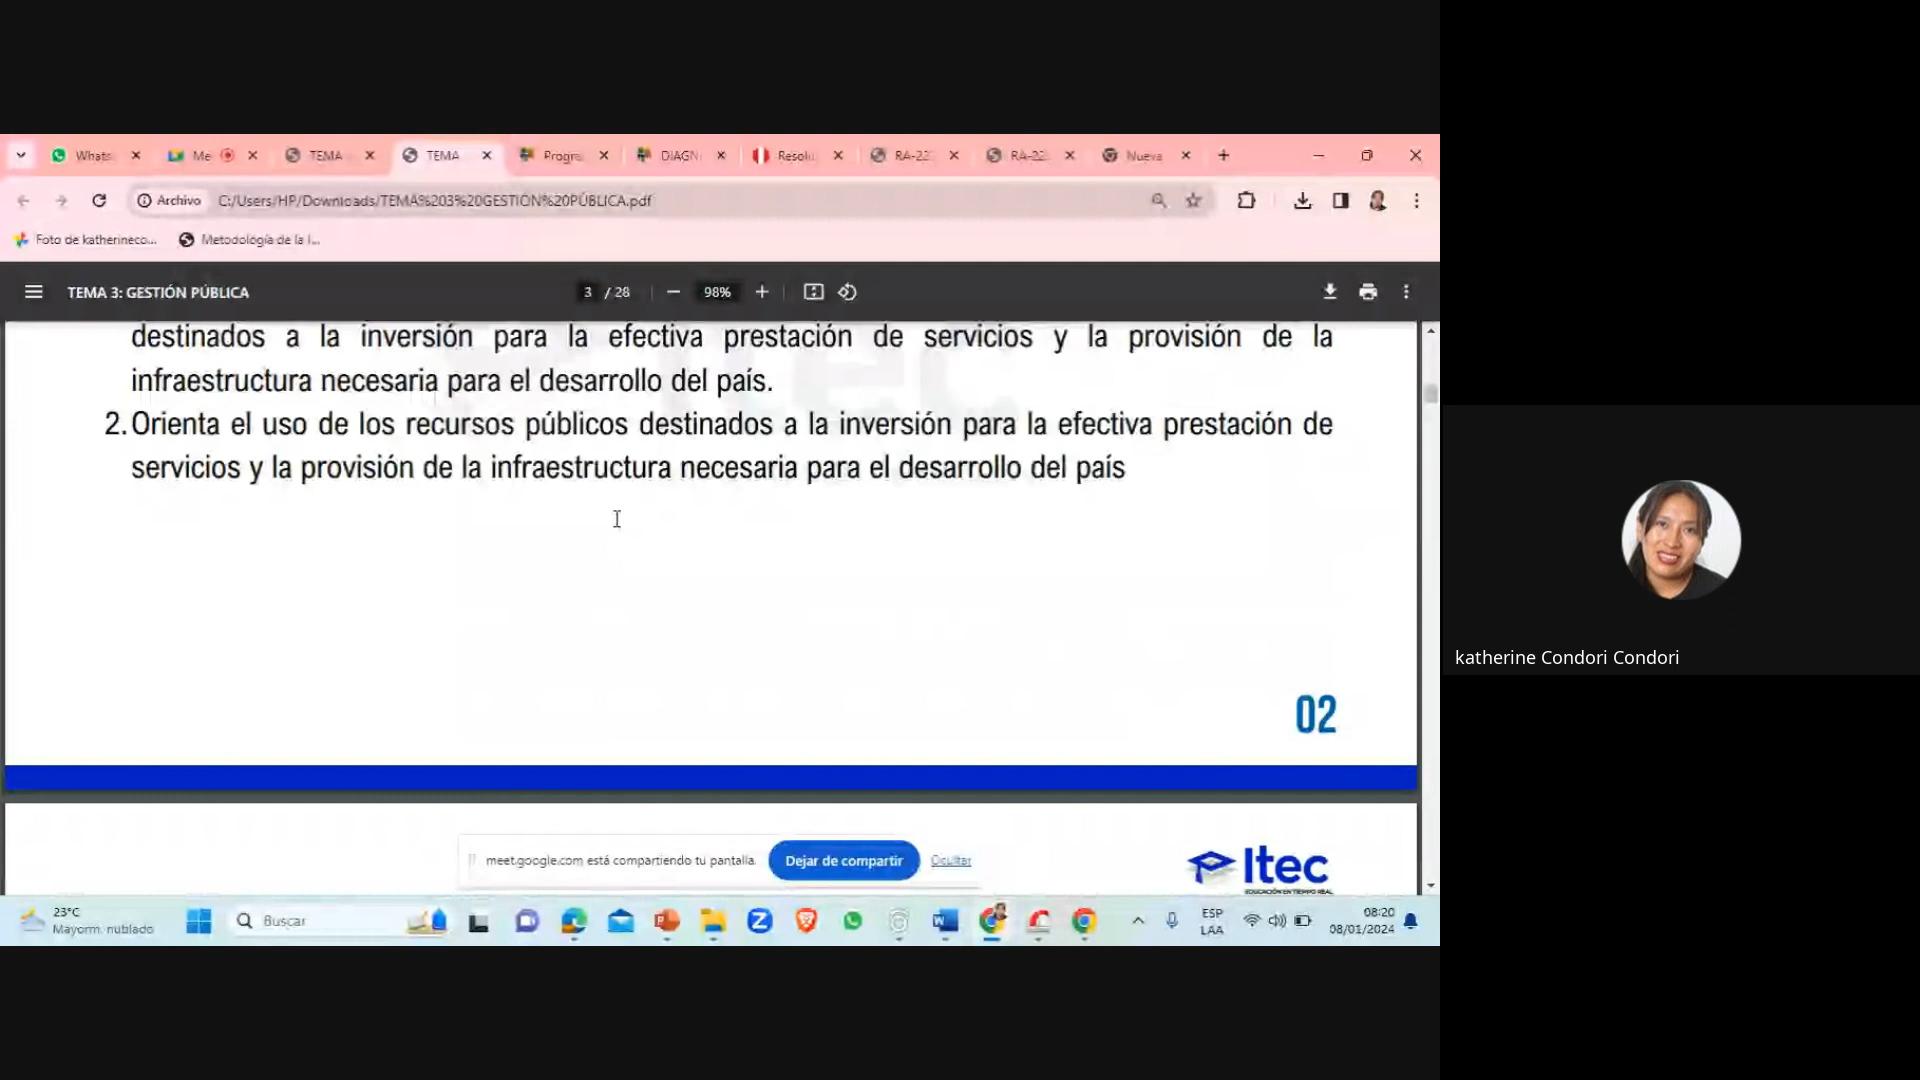 Whats
Me
TEMA
TEMA
Progra
DIAGN
Resolu
RA-22
RA-22
Nueva
Archivo
C:/Users/HP/Downloads/TEMA%203%20GESTIÓN%20PÚBLICA.pdf
Foto de katherineco...
Metodología de la I...
TEMA 3: GESTIÓN PÚBLICA
3 / 28
98%
destinados a la inversión para la efectiva prestación de servicios y la provisión de la
infraestructura necesaria para el desarrollo del país.
2. Orienta el uso de los recursos públicos destinados a la inversión para la efectiva prestación de
servicios y la provisión de la infraestructura necesaria para el desarrollo del país
02
meet.google.com está compartiendo tu pantalla.
Dejar de compartir
Ocultar
Itec
EDUCACIÓN EN TIEMPO REAL
katherine Condori Condori
23°C
Mayorm. nublado
Buscar
ESP
LAA
08:20
08/01/2024